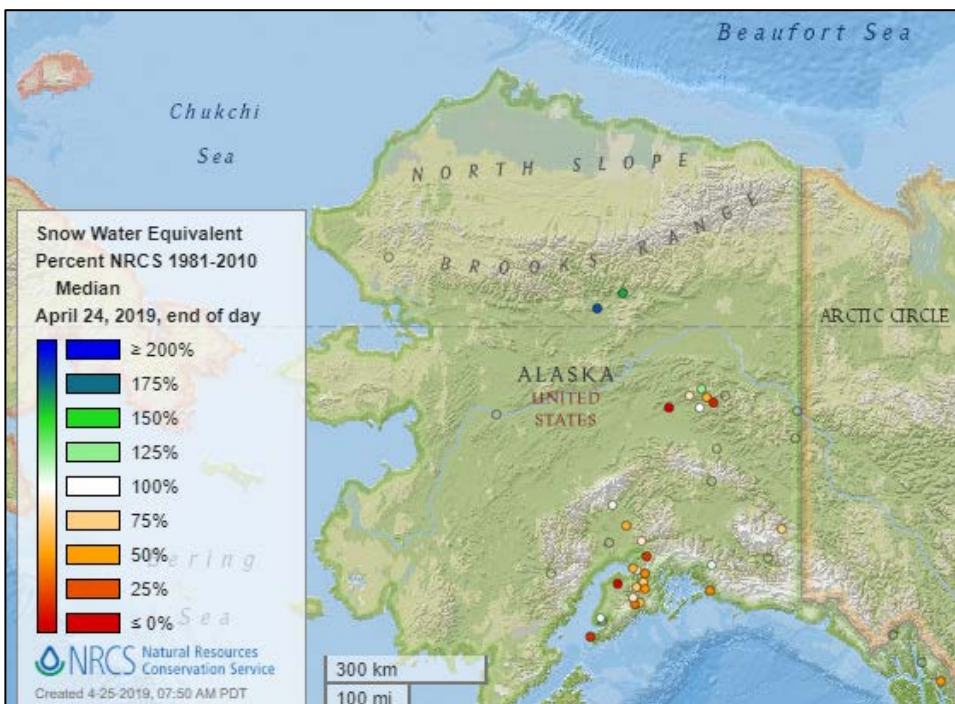 Beaufort Sea
Chukchi
Sea
NORTH SLOPE
BROOKS RANGE
ARCTIC CIRCLE
ALASKA
UNITED
STATES
Bering
Sea
Snow Water Equivalent
Percent NRCS 1981-2010
Median
April 24, 2019, end of day
≥ 200%
175%
150%
125%
100%
75%
50%
25%
≤ 0%
NRCS Natural Resources
Conservation Service
Created 4-25-2019, 07:50 AM PDT
300 km
100 mi